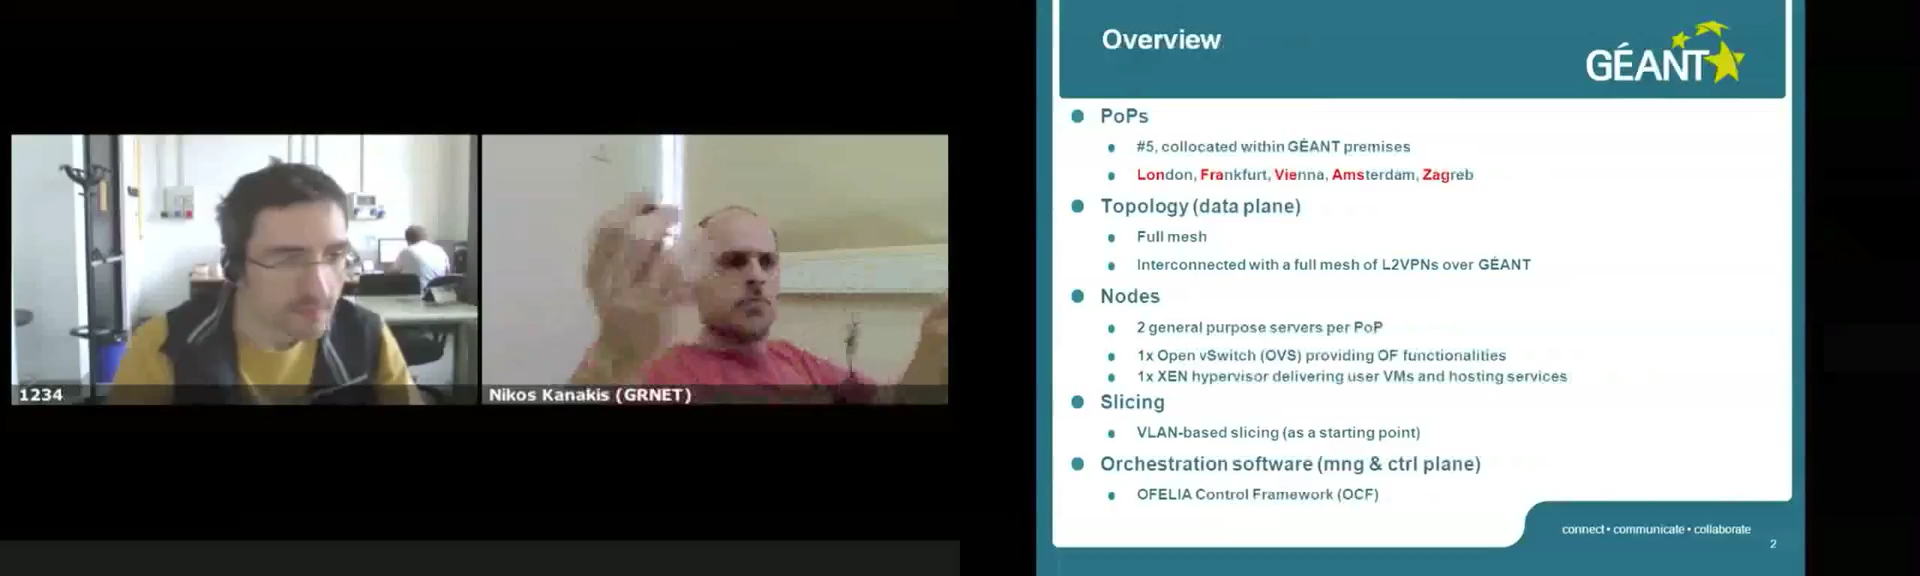 1234
Nikos Kanakis (GRNET)
Overview
GÉANT
PoPs
#5, collocated within GÉANT premises
London, Frankfurt, Vienna, Amsterdam, Zagreb
Topology (data plane)
Full mesh
Interconnected with a full mesh of L2VPNs over GÉANT
Nodes
2 general purpose servers per PoP
1x Open vSwitch (OVS) providing OF functionalities
1x XEN hypervisor delivering user VMs and hosting services
Slicing
VLAN-based slicing (as a starting point)
Orchestration software (mng & ctrl plane)
OFELIA Control Framework (OCF)
connect • communicate • collaborate
2